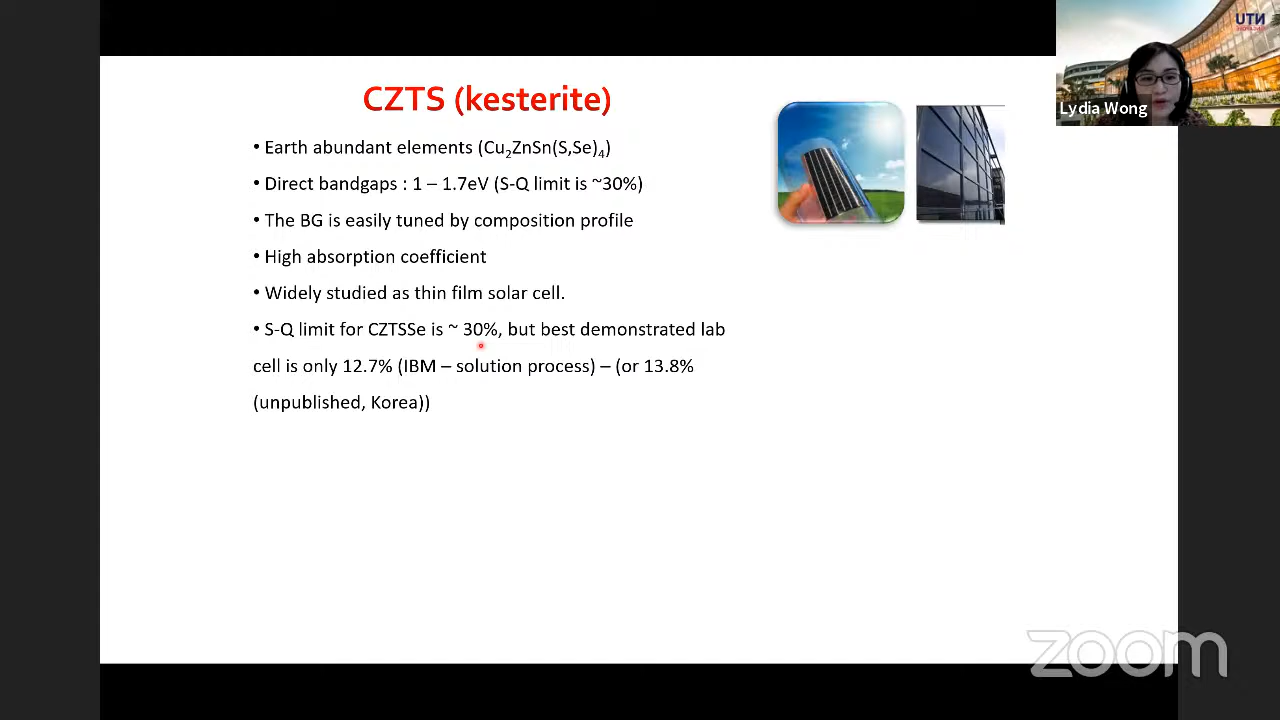 CZTS (kesterite)
• Earth abundant elements (Cu₂ZnSn(S,Se)₄)
• Direct bandgaps : 1 – 1.7eV (S-Q limit is ~30%)
• The BG is easily tuned by composition profile
• High absorption coefficient
• Widely studied as thin film solar cell.
• S-Q limit for CZTSSe is ~ 30%, but best demonstrated lab
cell is only 12.7% (IBM – solution process) – (or 13.8%
(unpublished, Korea))
Lydia Wong
zoom